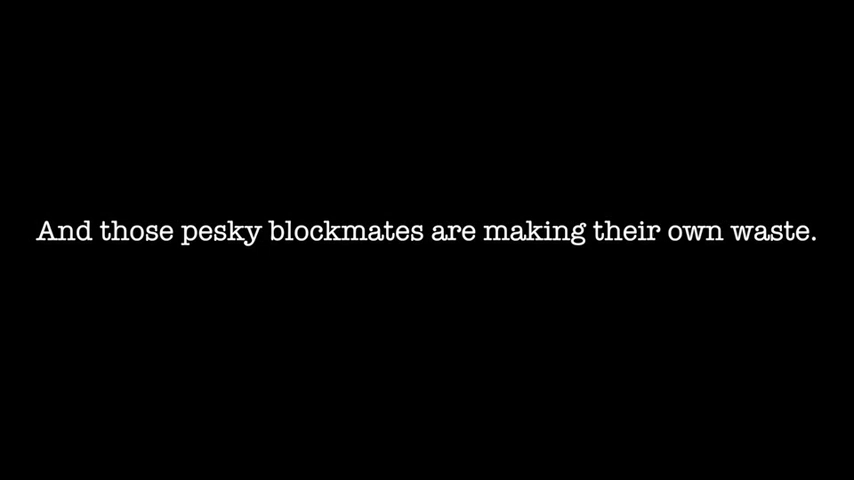 And those pesky blockmates are making their own waste.